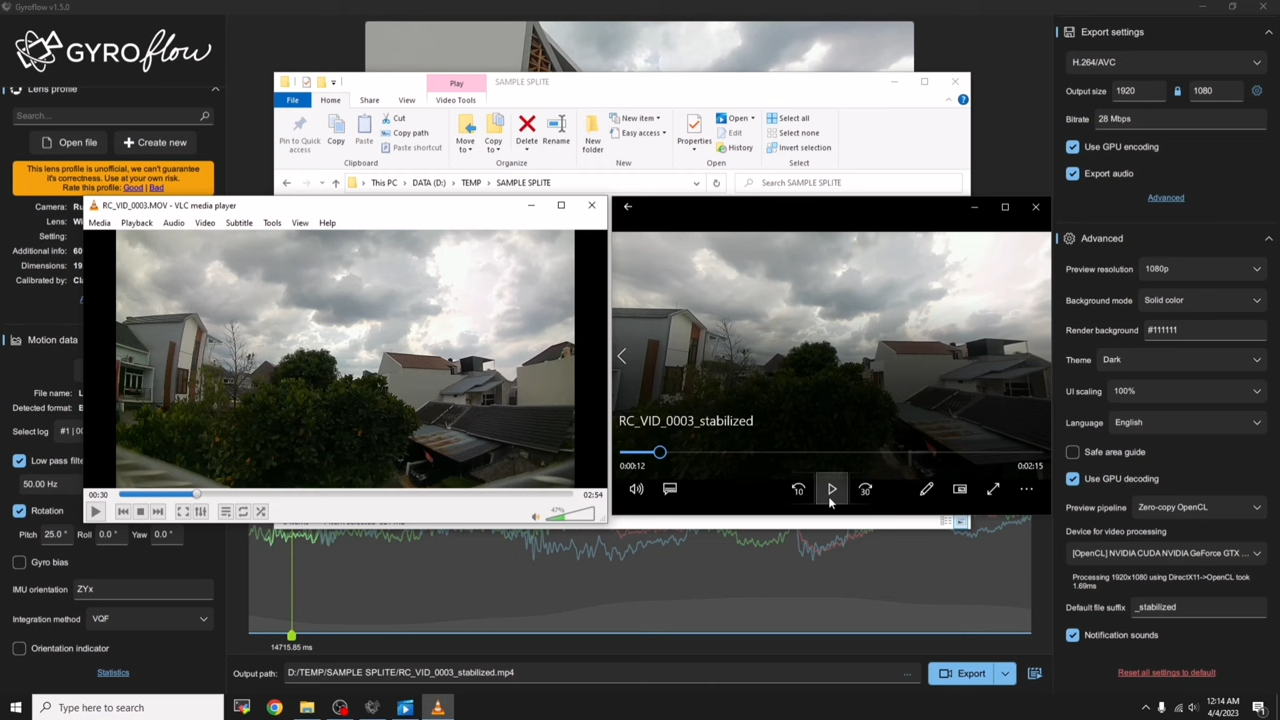 Gyroflow v1.5.0
GYROflow
Lens profile
Search...
Open file
Create new
This lens profile is unofficial, we can't guarantee
it's correctness. Use at your own risk.
Rate this profile: Good | Bad
Camera: Ru
Lens: Wi
Setting:
Additional info: 60
Dimensions: 19
Calibrated by: Cla
Motion data
File name: L
Detected format: B
Select log #1 | 00
Low pass filte
50.00 Hz
Rotation
Pitch 25.0 ° Roll 0.0 ° Yaw 0.0 °
Gyro bias
IMU orientation ZYx
Integration method VQF
Orientation indicator
Statistics
Play
SAMPLE SPLITE
File Home Share View Video Tools
Pin to Quick
access
Copy
Paste
Cut
Copy path
Paste shortcut
Clipboard
Move
to
Copy
to
Delete
Rename
Organize
New
folder
New item
Easy access
New
Properties
Open
Edit
History
Open
Select all
Select none
Invert selection
Select
This PC DATA (D:) TEMP SAMPLE SPLITE
Search SAMPLE SPLITE
RC_VID_0003.MOV - VLC media player
Media Playback Audio Video Subtitle Tools View Help
00:30
02:54
47%
RC_VID_0003_stabilized
0:00:12
0:02:15
10
30
14715.85 ms
Output path: D:/TEMP/SAMPLE SPLITE/RC_VID_0003_stabilized.mp4
...
Export
Export settings
H.264/AVC
Output size 1920 1080
Bitrate 28 Mbps
Use GPU encoding
Export audio
Advanced
Advanced
Preview resolution 1080p
Background mode Solid color
Render background #111111
Theme Dark
UI scaling 100%
Language English
Safe area guide
Use GPU decoding
Preview pipeline Zero-copy OpenCL
Device for video processing
[OpenCL] NVIDIA CUDA NVIDIA GeForce GTX ...
Processing 1920x1080 using DirectX11->OpenCL took
1.69ms
Default file suffix _stabilized
Notification sounds
Reset all settings to default
Type here to search
12:14 AM
4/4/2023
1